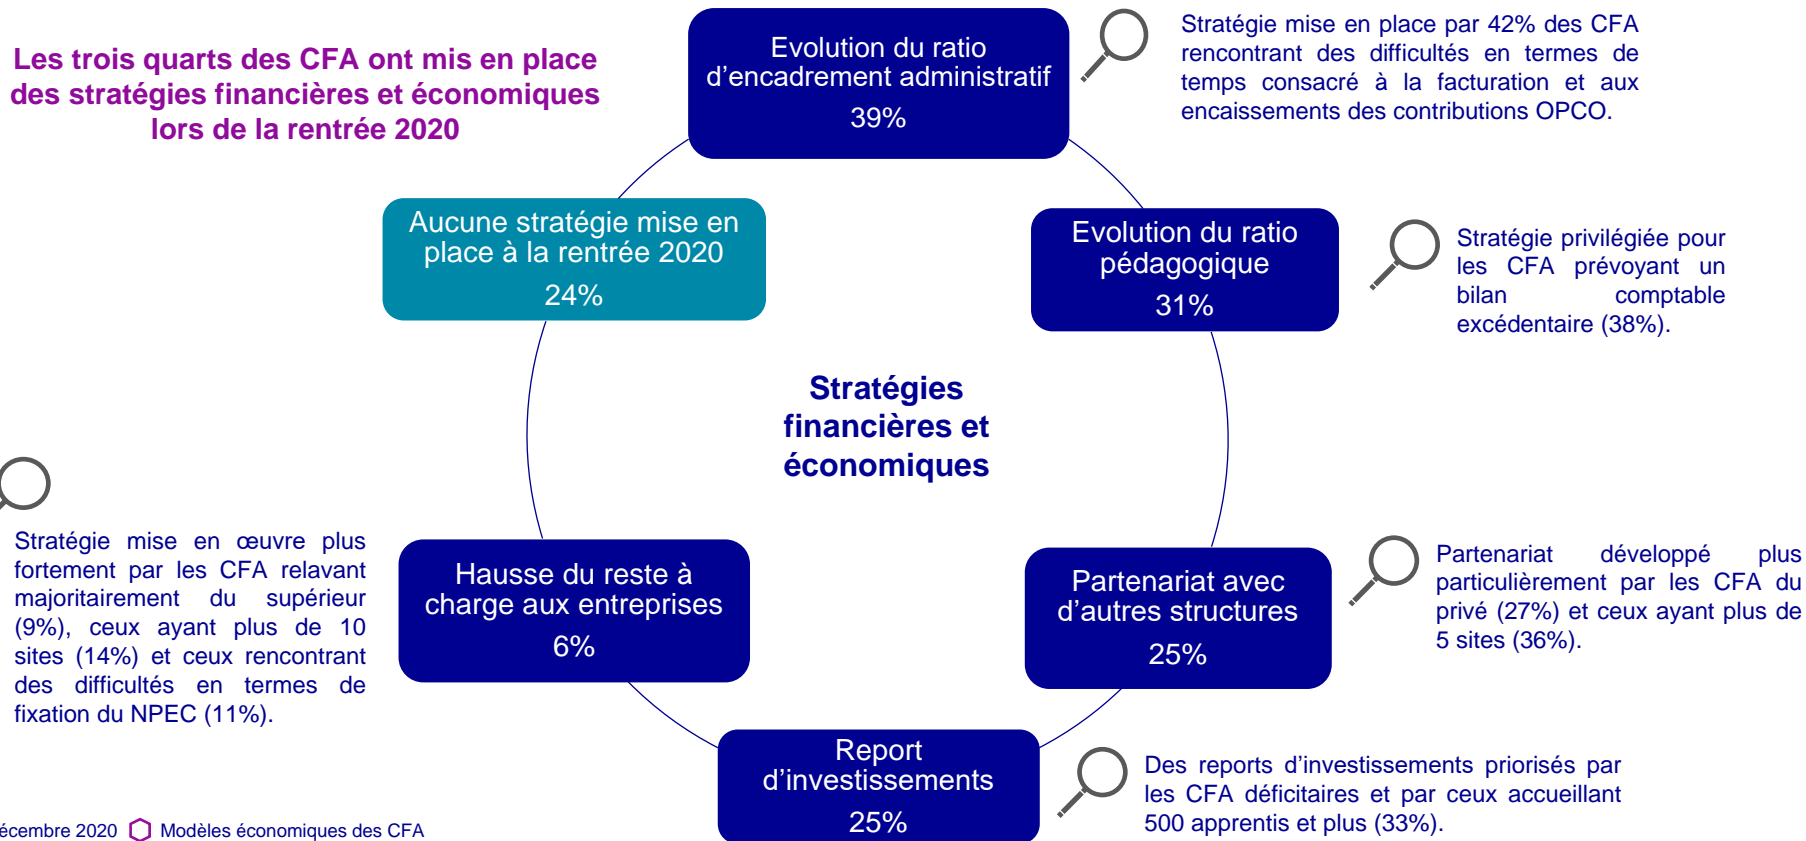 Les trois quarts des CFA ont mis en place
des stratégies financières et économiques
lors de la rentrée 2020
Evolution du ratio
d'encadrement administratif
39%
Stratégie mise en place par 42% des CFA
rencontrant des difficultés en termes de
temps consacré à la facturation et aux
encaissements des contributions OPCO.
Aucune stratégie mise en
place à la rentrée 2020
24%
Evolution du ratio
pédagogique
31%
Stratégie privilégiée pour
les CFA prévoyant un
bilan comptable
excédentaire (38%).
Stratégies
financières et
économiques
Stratégie mise en œuvre plus
fortement par les CFA relavant
majoritairement du supérieur
(9%), ceux ayant plus de 10
sites (14%) et ceux rencontrant
des difficultés en termes de
fixation du NPEC (11%).
Hausse du reste à
charge aux entreprises
6%
Partenariat avec
d'autres structures
25%
Partenariat développé plus
particulièrement par les CFA du
privé (27%) et ceux ayant plus de
5 sites (36%).
Report
d'investissements
25%
Des reports d'investissements priorisés par
les CFA déficitaires et par ceux accueillant
500 apprentis et plus (33%).
écembre 2020 Modèles économiques des CFA